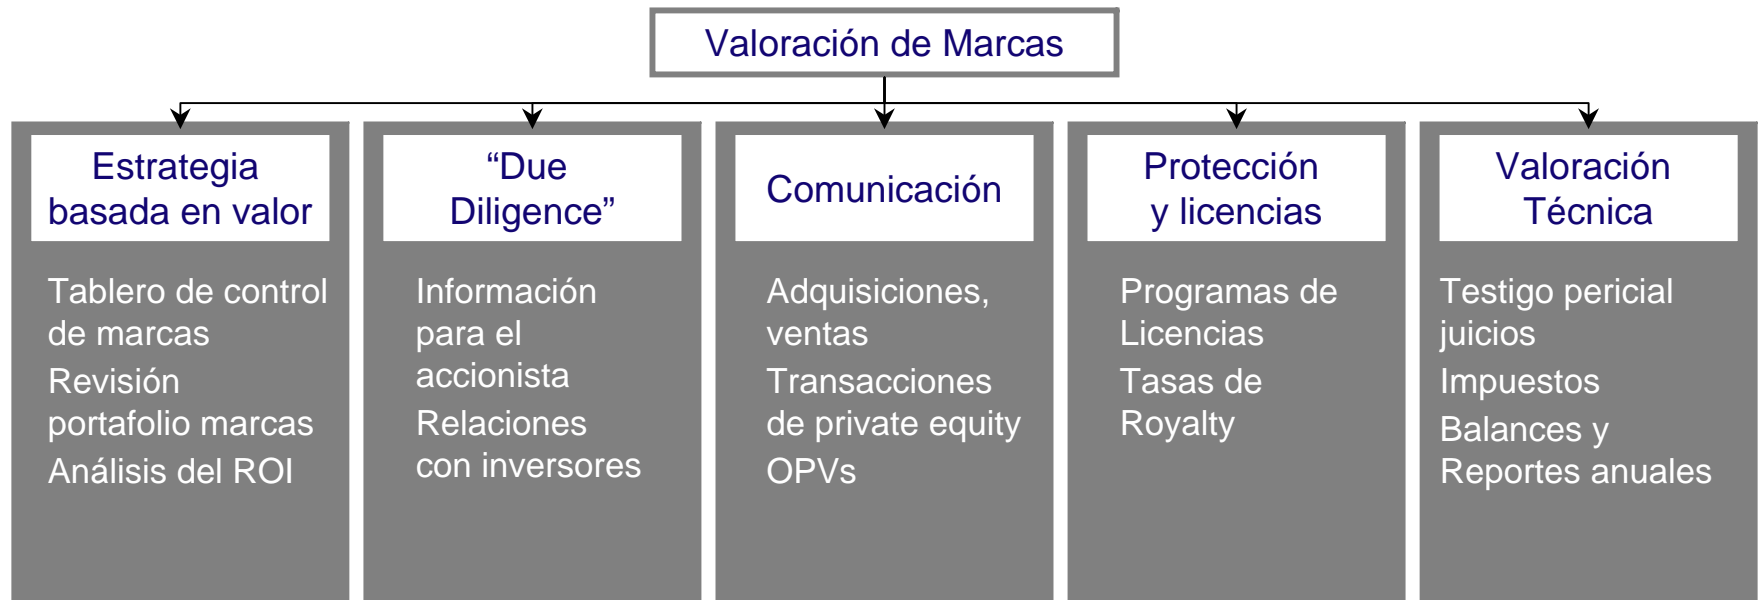 Valoración de Marcas
Estrategia
basada en valor
Tablero de control
de marcas
Revisión
portafolio marcas
Análisis del ROI
“Due
Diligence”
Información
para el
accionista
Relaciones
con inversores
Comunicación
Adquisiciones,
ventas
Transacciones
de private equity
OPVs
Protección
y licencias
Programas de
Licencias
Tasas de
Royalty
Valoración
Técnica
Testigo pericial
juicios
Impuestos
Balances y
Reportes anuales